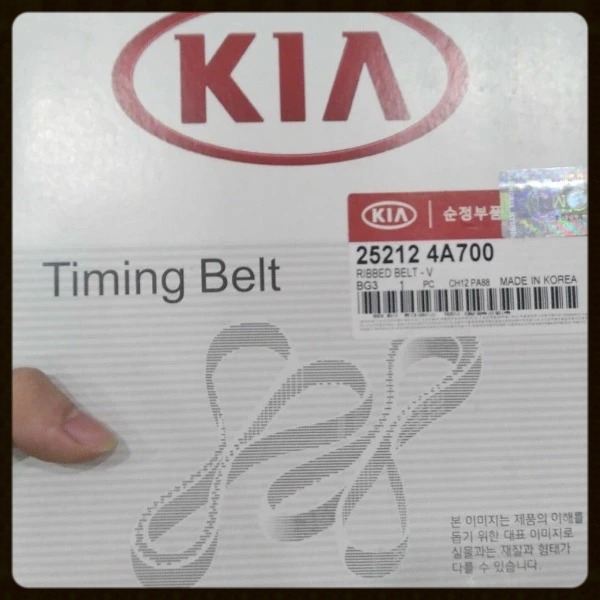 KIA
KIA 순정부품
25212 4A700
RIBBED BELT - V
BG3 1 PC CH12 PA88 MADE IN KOREA
Timing Belt
본 이미지는 제품의 이해를
돕기 위한 대표 이미지로
실물과는 재질과 형태가
다를 수 있습니다.